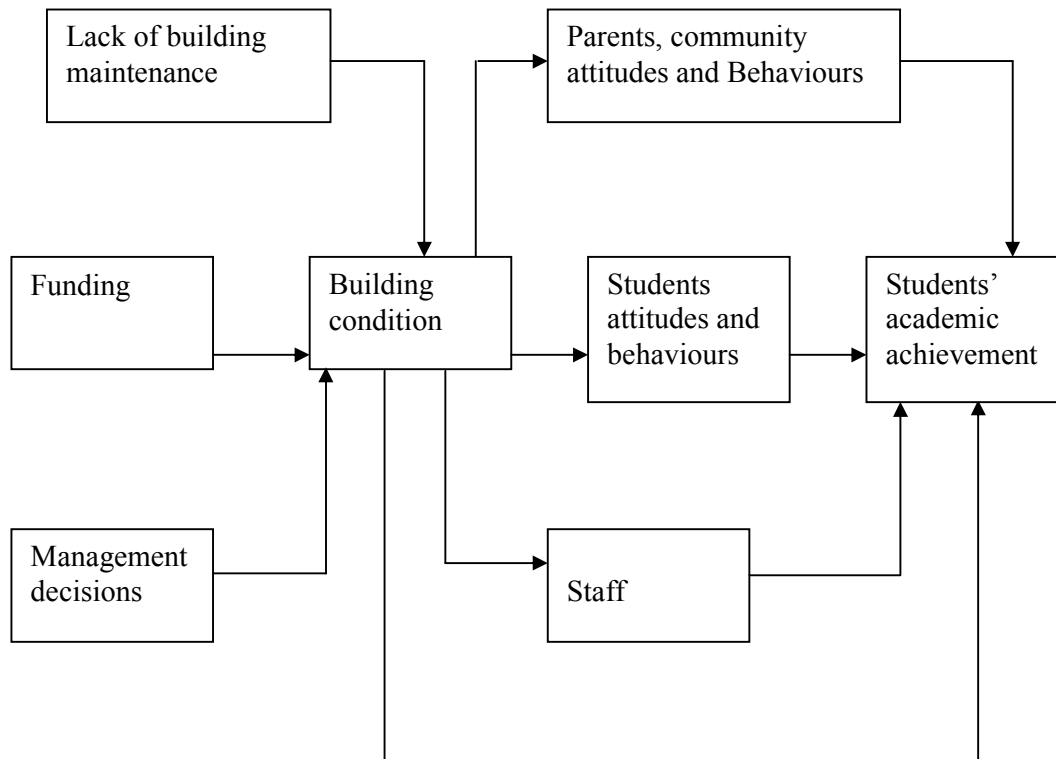 Lack of building
maintenance
Parents, community
attitudes and Behaviours
Funding
Building
condition
Students
attitudes and
behaviours
Students’
academic
achievement
Management
decisions
Staff